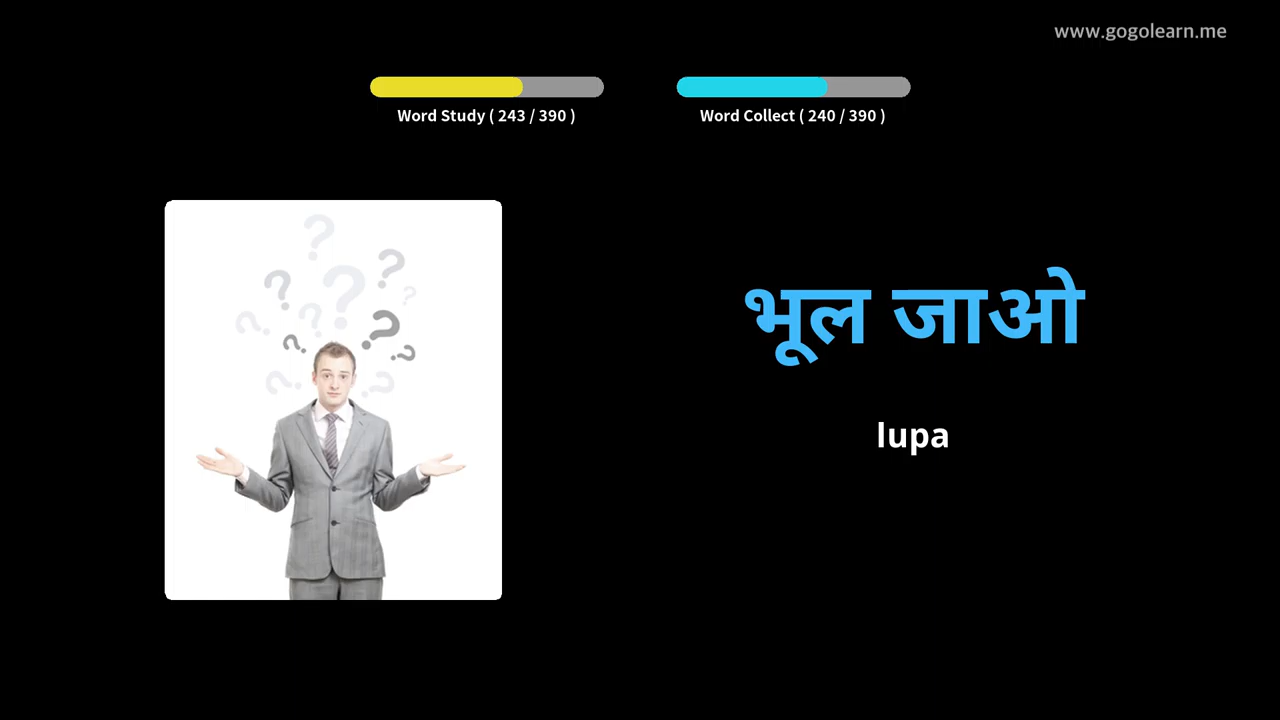 www.gogolearn.me
Word Study ( 243 / 390 )
Word Collect ( 240 / 390 )
भूल जाओ
lupa